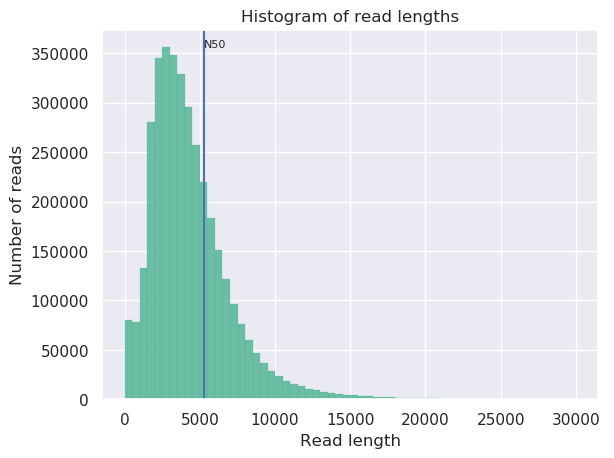 Histogram of read lengths
N50
350000
300000
250000
200000
150000
100000
50000
0
Number of reads
0 5000 10000 15000 20000 25000 30000
Read length